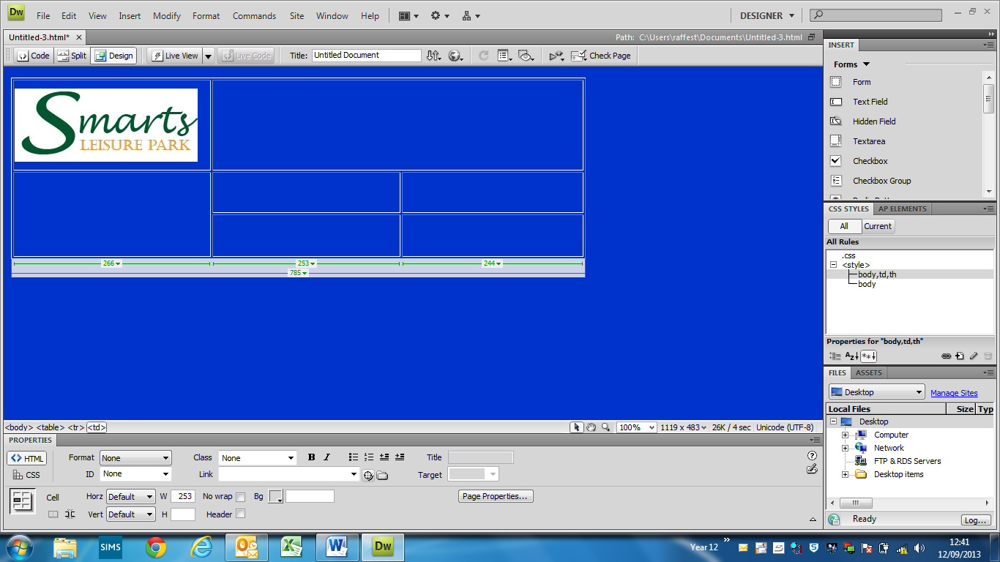 Dw File Edit View Insert Modify Format Commands Site Window Help DESIGNER
Untitled-3.html* Path: C:\Users\raffest\Documents\Untitled-3.html
Code Split Design Live View Live Code Title: Untitled Document Check Page
Smarts
LEISURE PARK
266 253 244
785
<body> <table> <tr> <td> 100% 1119 x 483 26K / 4 sec Unicode (UTF-8)
PROPERTIES
HTML Format None Class None B I Title
CSS ID None Link Target
Cell Horz Default W 253 No wrap Bg Page Properties...
Vert Default H Header
INSERT
Forms
Form
Text Field
Hidden Field
Textarea
Checkbox
Checkbox Group
CSS STYLES AP ELEMENTS
All Current
All Rules
.css
<style>
body,td,th
body
Properties for "body,td,th"
FILES ASSETS
Desktop Manage Sites
Local Files Size Typ
Desktop
Computer
Network
FTP & RDS Servers
Desktop items
Ready Log...
SIMS Dw Year 12 12:41
12/09/2013